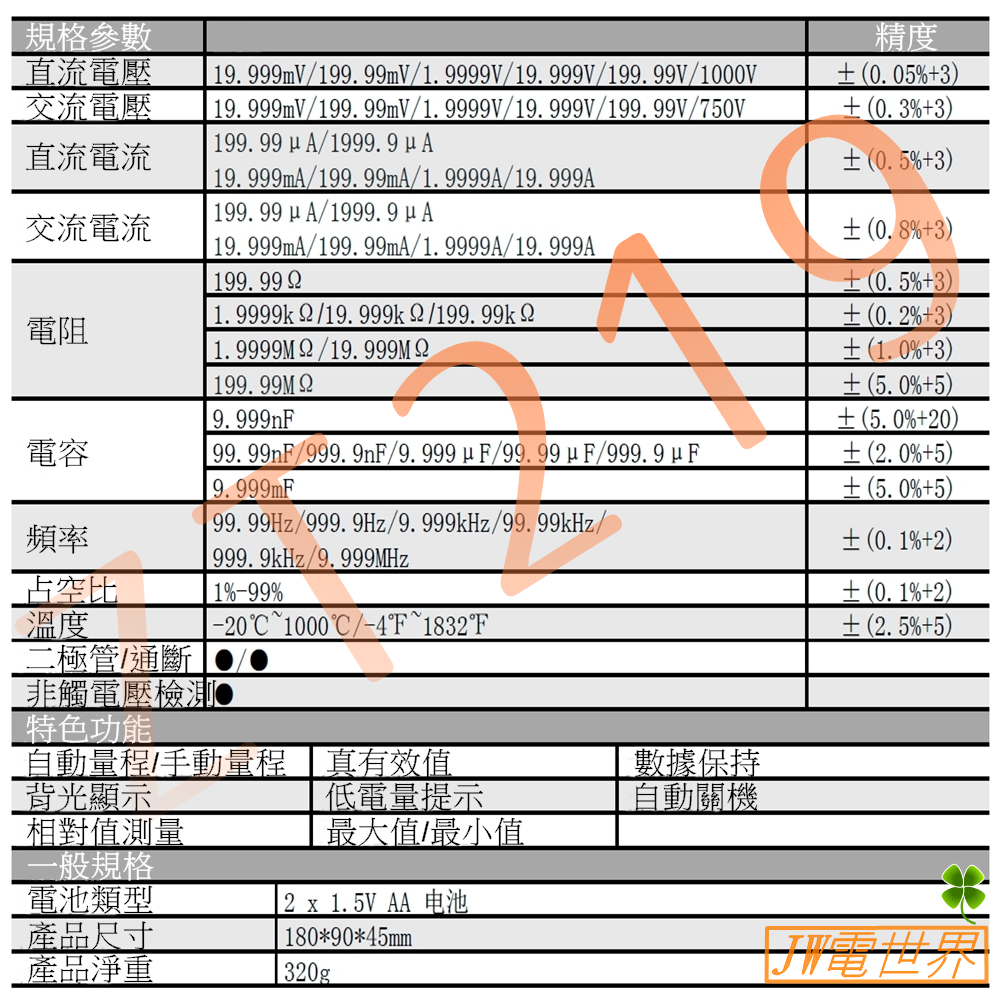 規格參數 精度
直流電壓 19.999mV/199.99mV/1.9999V/19.999V/199.99V/1000V ±(0.05%+3)
交流電壓 19.999mV/199.99mV/1.9999V/19.999V/199.99V/750V ±(0.3%+3)
直流電流 199.99μA/1999.9μA ±(0.5%+3)
19.999mA/199.99mA/1.9999A/19.999A
交流電流 199.99μA/1999.9μA ±(0.8%+3)
19.999mA/199.99mA/1.9999A/19.999A
電阻 199.99Ω ±(0.5%+3)
1.9999kΩ/19.999kΩ/199.99kΩ ±(0.2%+3)
1.9999MΩ/19.999MΩ ±(1.0%+3)
199.99MΩ ±(5.0%+5)
電容 9.999nF ±(5.0%+20)
99.99nF/999.9nF/9.999μF/99.99μF/999.9μF ±(2.0%+5)
9.999mF ±(5.0%+5)
頻率 99.99Hz/999.9Hz/9.999kHz/99.99kHz/ ±(0.1%+2)
999.9kHz/9.999MHz
占空比 1%-99% ±(0.1%+2)
溫度 -20℃~1000℃/-4℉~1832℉ ±(2.5%+5)
二極管/通斷 ●/●
非觸電壓檢測 ●
特色功能
自動量程/手動量程 真有效值 數據保持
背光顯示 低電量提示 自動關機
相對值測量 最大值/最小值
一般規格
電池類型 2 x 1.5V AA 电池
產品尺寸 180*90*45mm
產品淨重 320g
ZT219
JW電世界